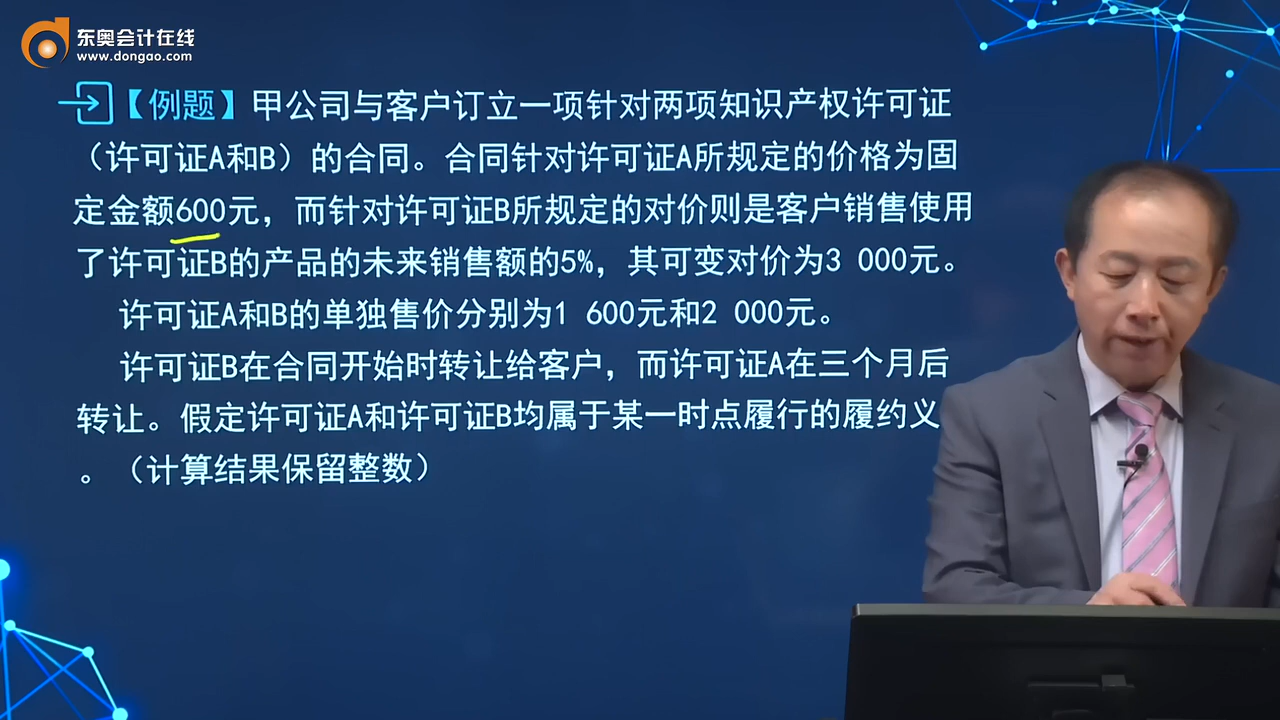 东奥会计在线
www.dongao.com
【例题】甲公司与客户订立一项针对两项知识产权许可证
（许可证A和B）的合同。合同针对许可证A所规定的价格为固
定金额600元，而针对许可证B所规定的对价则是客户销售使用
了许可证B的产品的未来销售额的5%，其可变对价为3 000元。
许可证A和B的单独售价分别为1 600元和2 000元。
许可证B在合同开始时转让给客户，而许可证A在三个月后
转让。假定许可证A和许可证B均属于某一时点履行的履约义
。（计算结果保留整数）